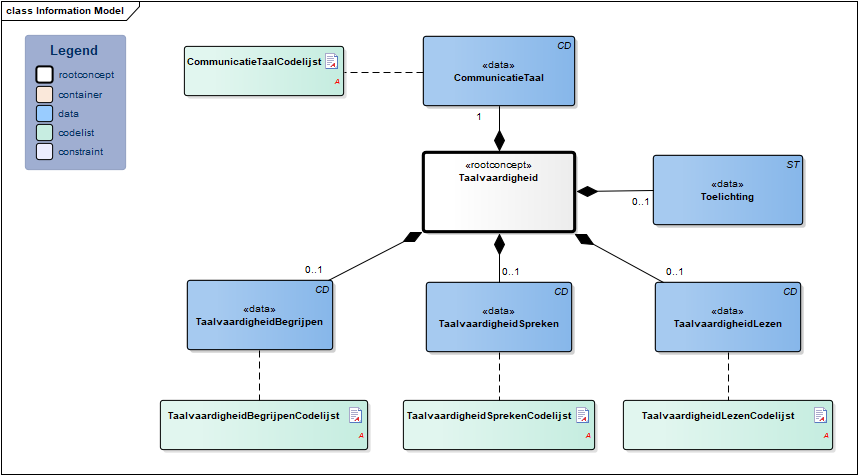 class Information Model
Legend
rootconcept
container
data
codelist
constraint
CommunicatieTaalCodelijst
A
CD
«data»
CommunicatieTaal
1
«rootconcept»
Taalvaardigheid
ST
«data»
Toelichting
0..1
0..1
0..1
0..1
CD
«data»
TaalvaardigheidBegrijpen
CD
«data»
TaalvaardigheidSpreken
CD
«data»
TaalvaardigheidLezen
TaalvaardigheidBegrijpenCodelijst
A
TaalvaardigheidSprekenCodelijst
A
TaalvaardigheidLezenCodelijst
A